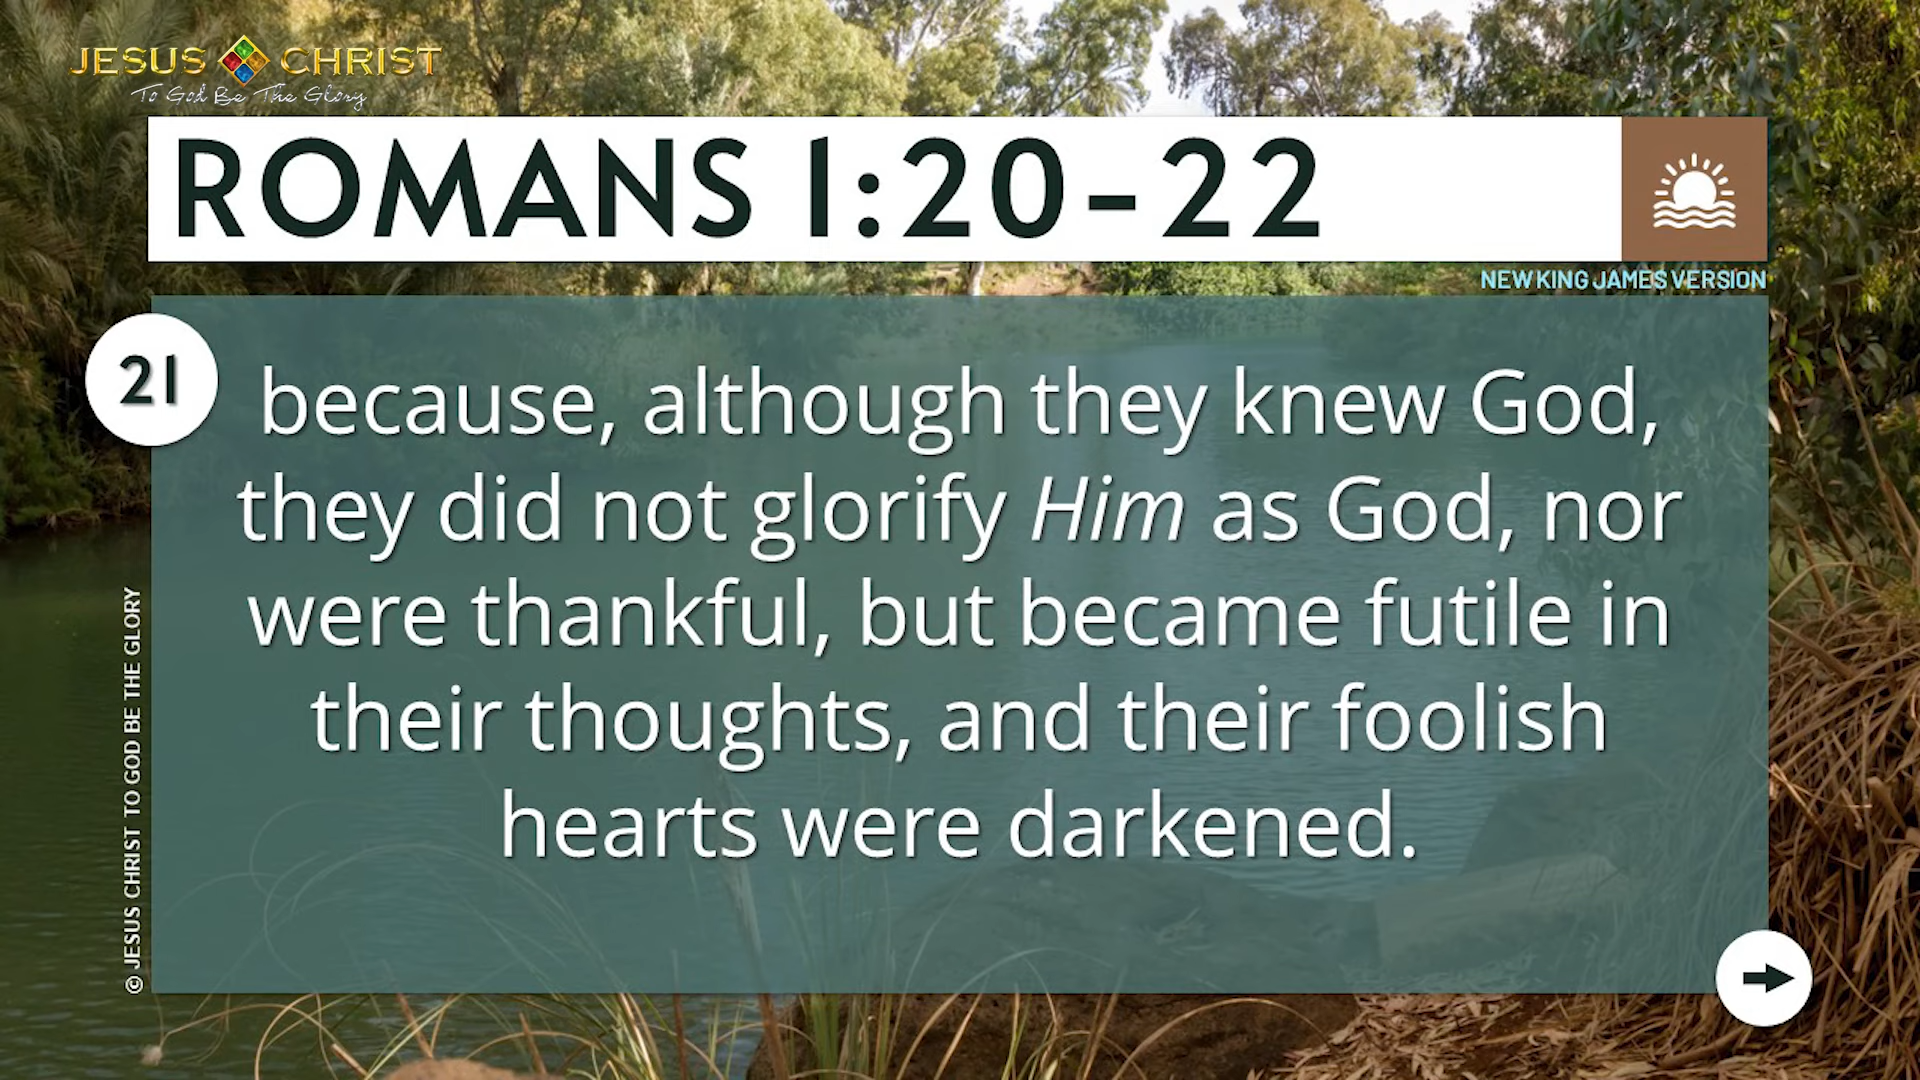 JESUS CHRIST
To God Be The Glory
ROMANS 1:20-22
NEW KING JAMES VERSION
21
because, although they knew God,
they did not glorify Him as God, nor
were thankful, but became futile in
their thoughts, and their foolish
hearts were darkened.
© JESUS CHRIST TO GOD BE THE GLORY